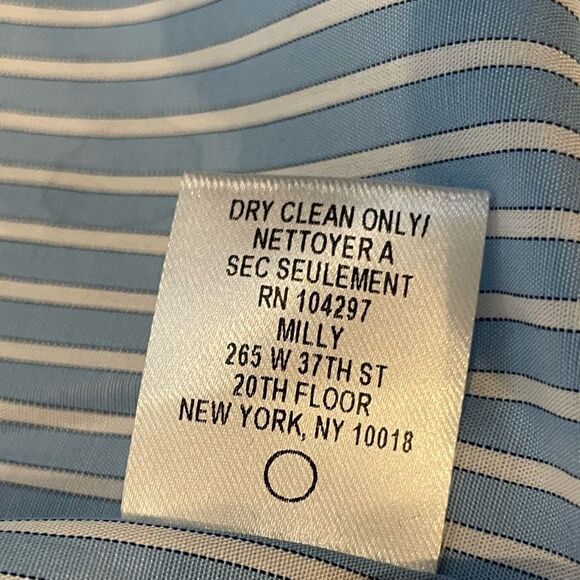 DRY CLEAN ONLY/
NETTOYER A
SEC SEULEMENT
RN 104297
MILLY
265 W 37TH ST
20TH FLOOR
NEW YORK, NY 10018